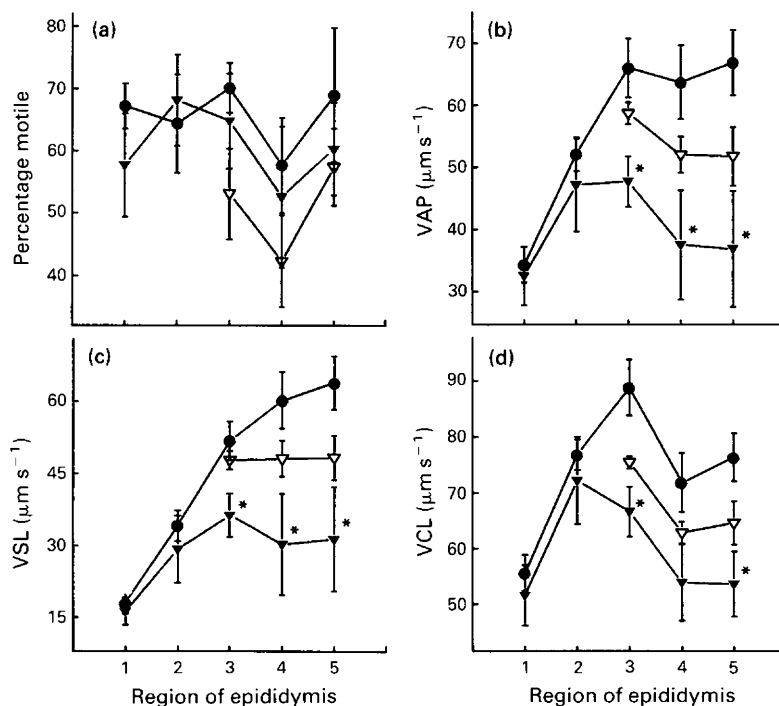 (a)
Percentage motile
80
70
60
50
40
(b)
VAP (μm s⁻¹)
70
60
50
40
30
*
*
*
(c)
VSL (μm s⁻¹)
60
45
30
15
*
*
*
1 2 3 4 5
Region of epididymis
(d)
VCL (μm s⁻¹)
90
80
70
60
50
*
*
1 2 3 4 5
Region of epididymis